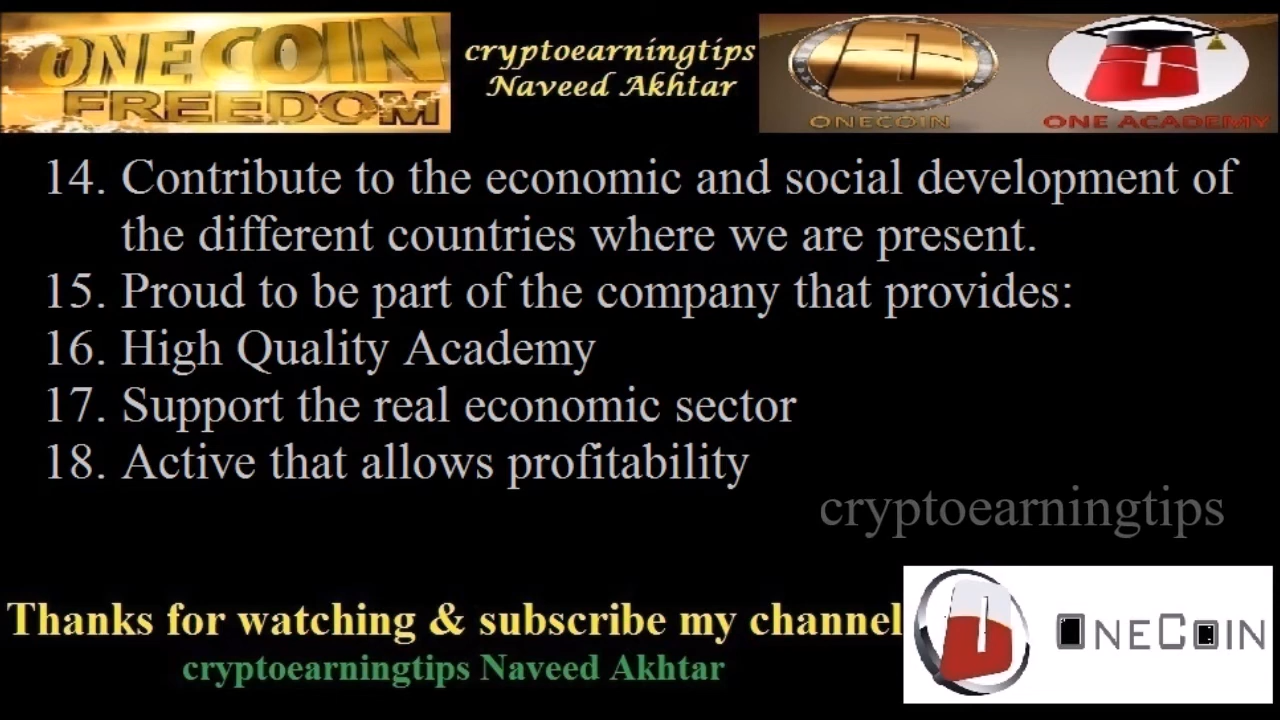 ONECOIN
FREEDOM
cryptoearningtips
Naveed Akhtar
ONECOIN
ONE ACADEMY
14. Contribute to the economic and social development of
the different countries where we are present.
15. Proud to be part of the company that provides:
16. High Quality Academy
17. Support the real economic sector
18. Active that allows profitability
cryptoearningtips
Thanks for watching & subscribe my channel
cryptoearningtips Naveed Akhtar
ONECOIN